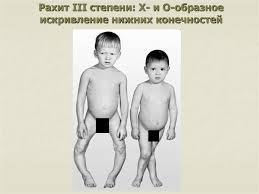 Рахит III степени: Х- и О-образное
искривление нижних конечностей